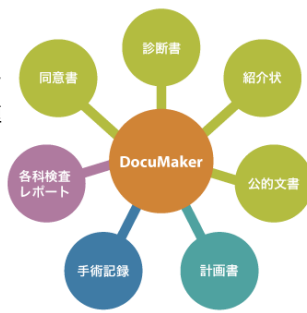 診断書
同意書
紹介状
DocuMaker
各科検査
レポート
公的文書
手術記録
計画書